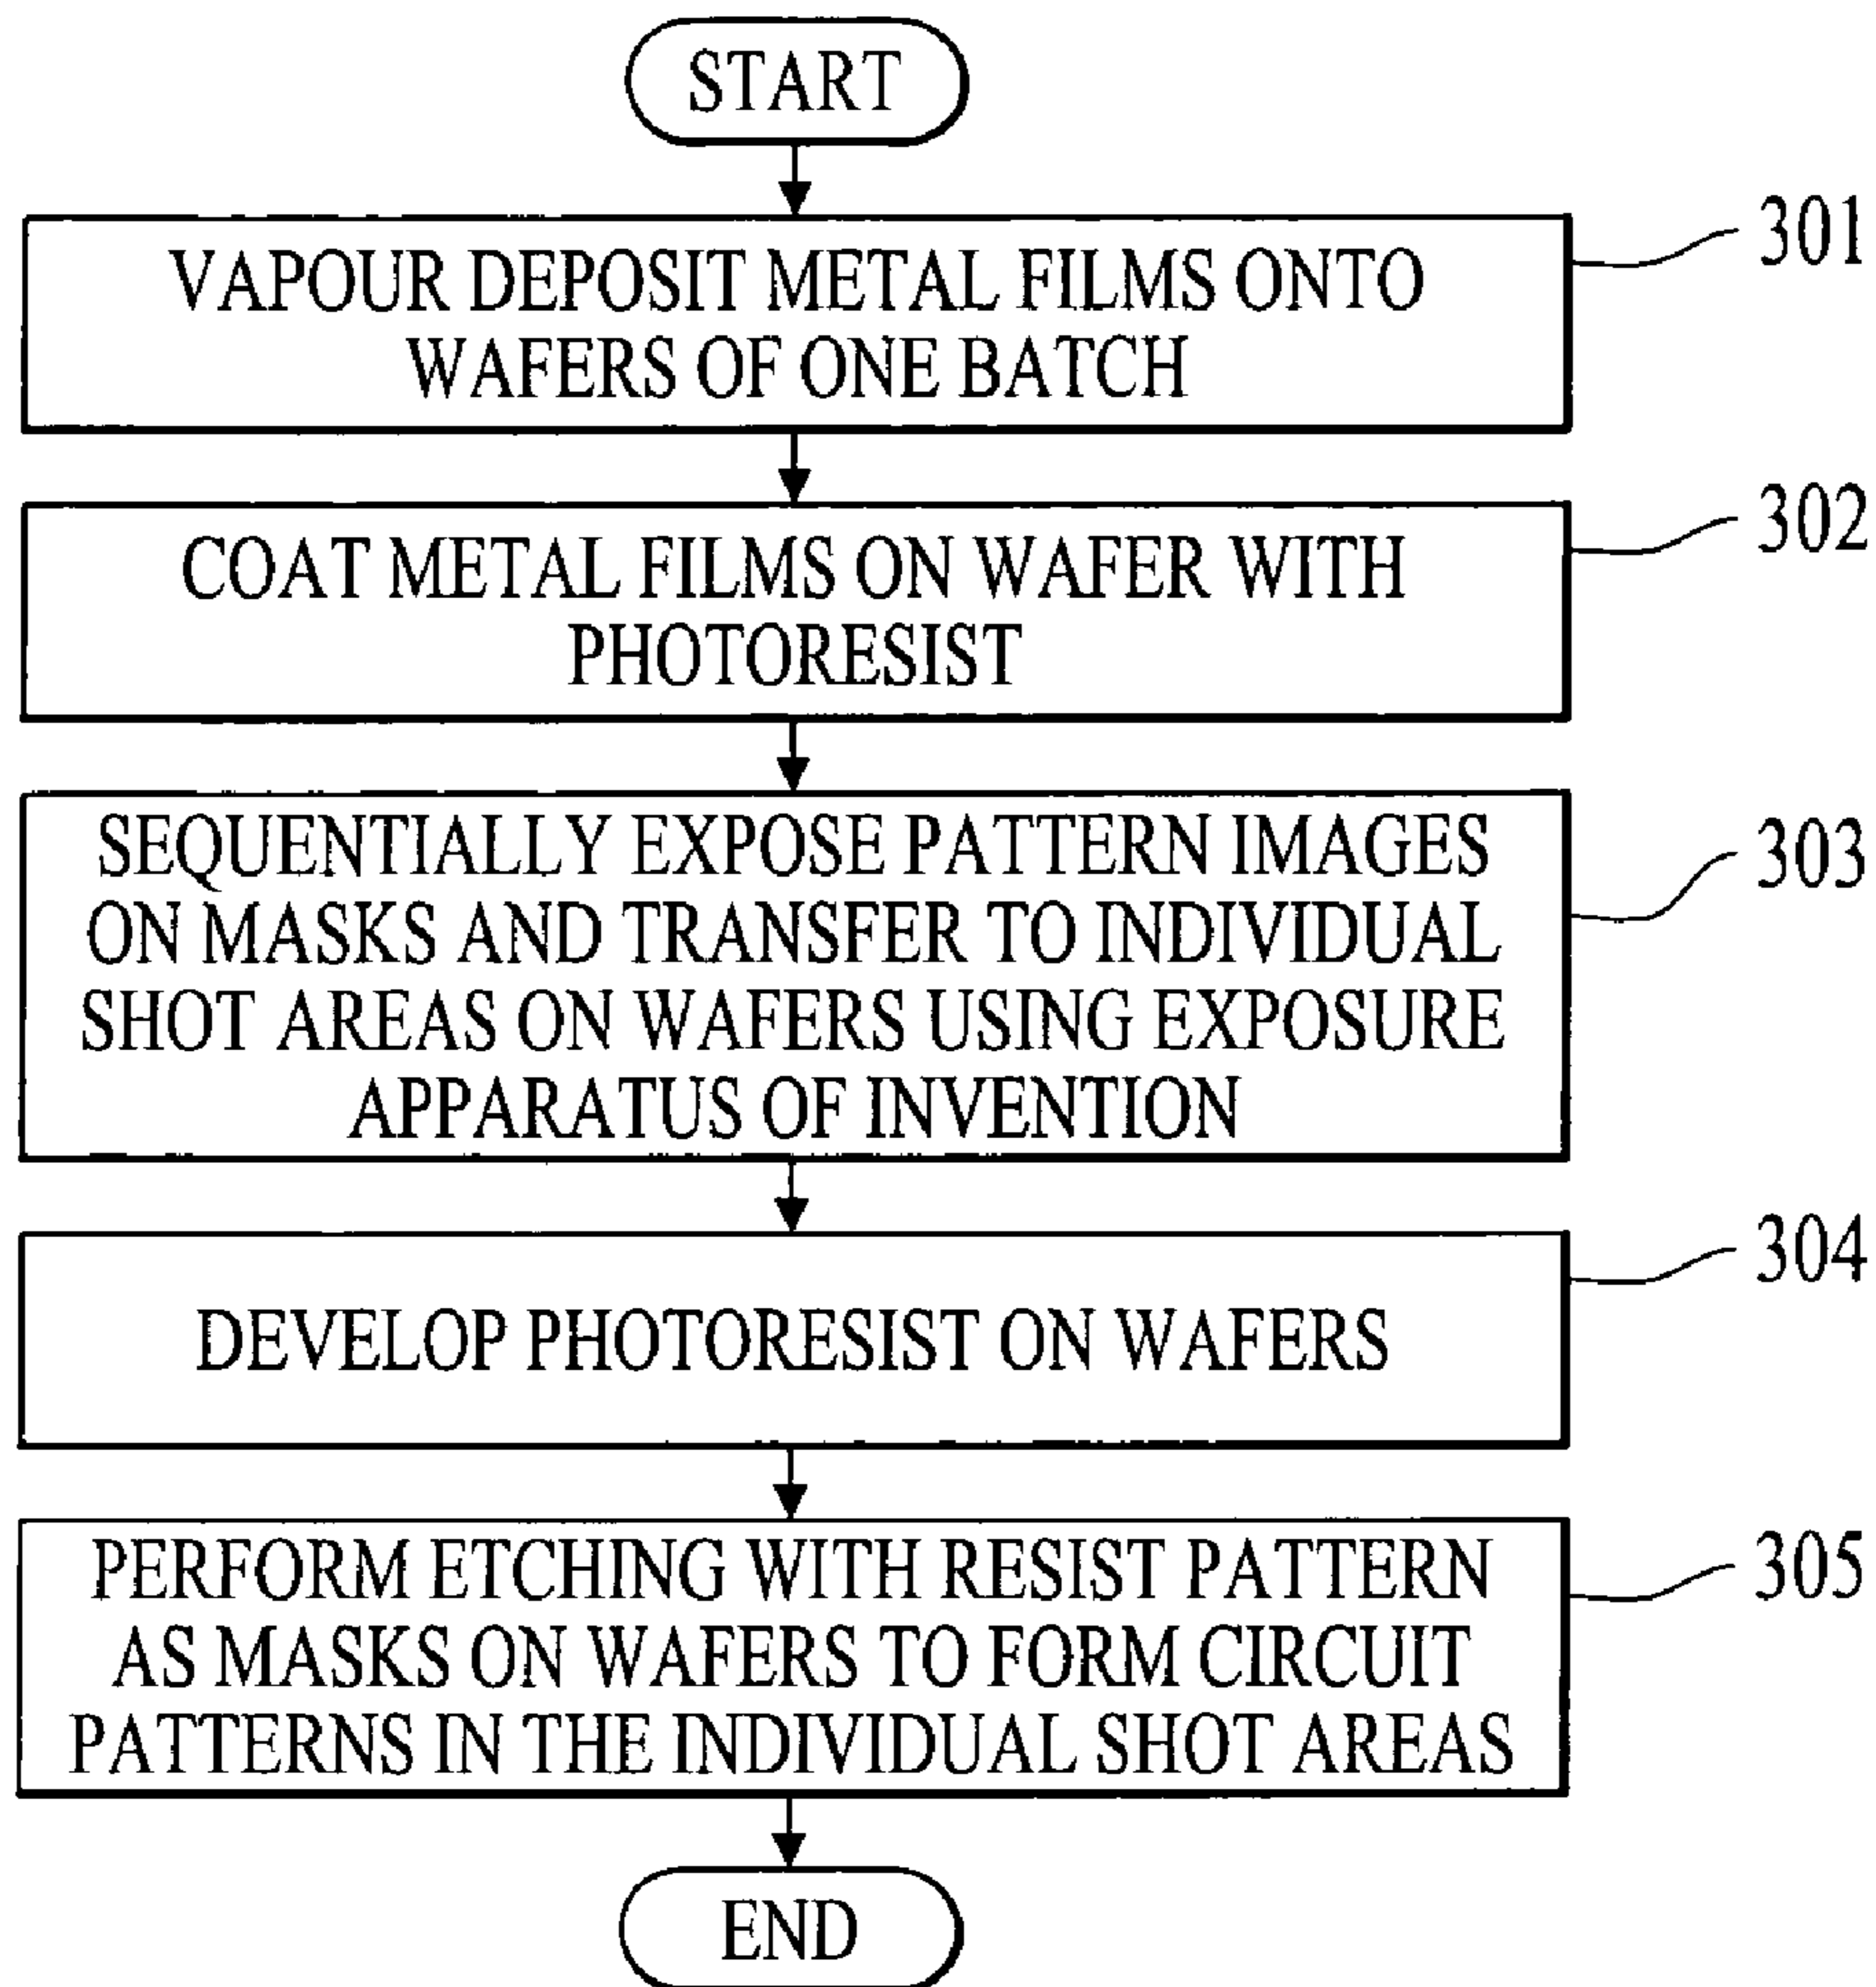 START
VAPOUR DEPOSIT METAL FILMS ONTO
WAFERS OF ONE BATCH
301
COAT METAL FILMS ON WAFER WITH
PHOTORESIST
302
SEQUENTIALLY EXPOSE PATTERN IMAGES
ON MASKS AND TRANSFER TO INDIVIDUAL
SHOT AREAS ON WAFERS USING EXPOSURE
APPARATUS OF INVENTION
303
DEVELOP PHOTORESIST ON WAFERS
304
PERFORM ETCHING WITH RESIST PATTERN
AS MASKS ON WAFERS TO FORM CIRCUIT
PATTERNS IN THE INDIVIDUAL SHOT AREAS
305
END